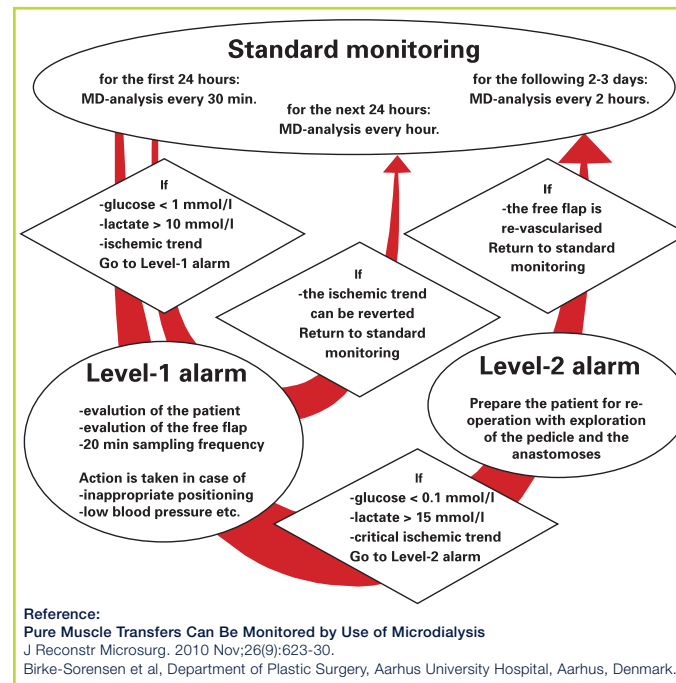 Standard monitoring
for the first 24 hours:
MD-analysis every 30 min.
for the next 24 hours:
MD-analysis every hour.
for the following 2-3 days:
MD-analysis every 2 hours.
If
-glucose < 1 mmol/l
-lactate > 10 mmol/l
-ischemic trend
Go to Level-1 alarm
If
-the ischemic trend
can be reverted
Return to standard
monitoring
If
-the free flap is
re-vascularised
Return to standard
monitoring
Level-1 alarm
-evalution of the patient
-evalution of the free flap
-20 min sampling frequency
Action is taken in case of
-inappropriate positioning
-low blood pressure etc.
Level-2 alarm
Prepare the patient for re-
operation with exploration
of the pedicle and the
anastomoses
If
-glucose < 0.1 mmol/l
-lactate > 15 mmol/l
-critical ischemic trend
Go to Level-2 alarm
Reference:
Pure Muscle Transfers Can Be Monitored by Use of Microdialysis
J Reconstr Microsurg. 2010 Nov;26(9):623-30.
Birke-Sorensen et al, Department of Plastic Surgery, Aarhus University Hospital, Aarhus, Denmark.